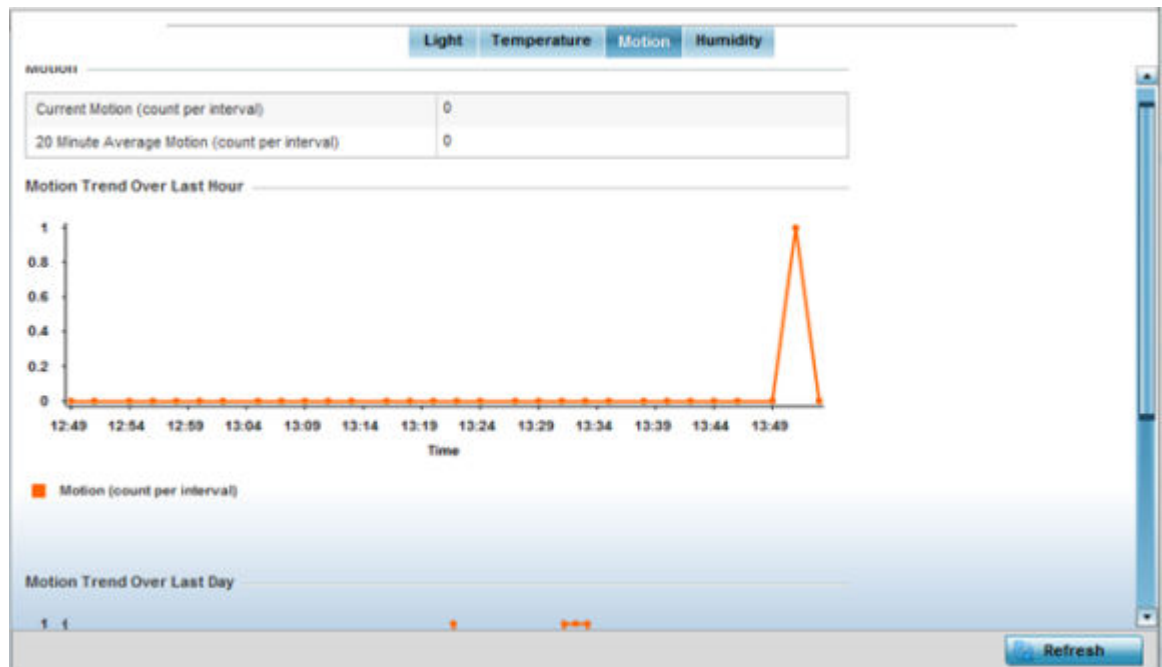 Light Temperature Motion Humidity
Motion
Current Motion (count per interval) 0
20 Minute Average Motion (count per interval) 0
Motion Trend Over Last Hour
1
0.8
0.6
0.4
0.2
0
12:49 12:54 12:59 13:04 13:09 13:14 13:19 13:24 13:29 13:34 13:39 13:44 13:49
Time
Motion (count per interval)
Motion Trend Over Last Day
1
Refresh